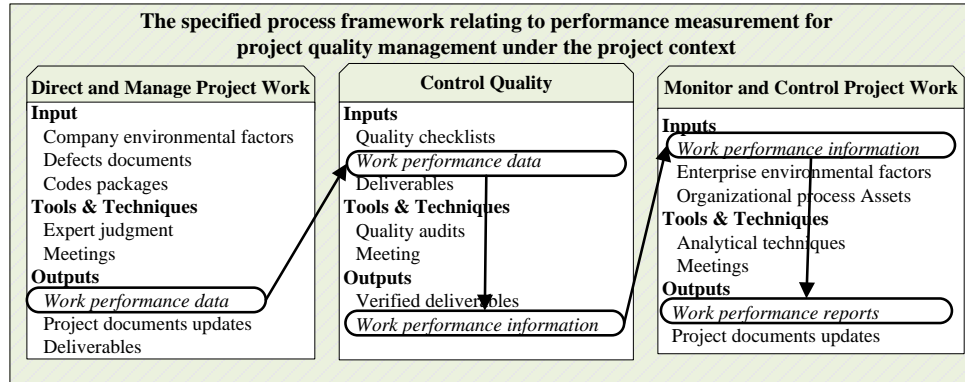 The specified process framework relating to performance measurement for
project quality management under the project context
Direct and Manage Project Work
Input
Company environmental factors
Defects documents
Codes packages
Tools & Techniques
Expert judgment
Meetings
Outputs
Work performance data
Project documents updates
Deliverables
Control Quality
Inputs
Quality checklists
Work performance data
Deliverables
Tools & Techniques
Quality audits
Meeting
Outputs
Verified deliverables
Work performance information
Monitor and Control Project Work
Inputs
Work performance information
Enterprise environmental factors
Organizational process Assets
Tools & Techniques
Analytical techniques
Meetings
Outputs
Work performance reports
Project documents updates